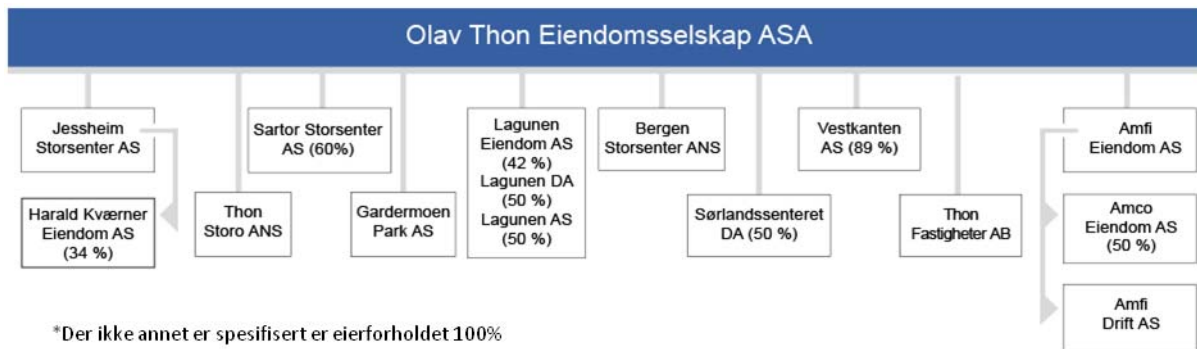 Olav Thon Eiendomsselskap ASA
Jessheim
Storsenter AS
Harald Kværner
Eiendom AS
(34 %)
Thon
Storo ANS
Sartor Storsenter
AS (60%)
Gardermoen
Park AS
Lagunen
Eiendom AS
(42 %)
Lagunen DA
(50 %)
Lagunen AS
(50 %)
Bergen
Storsenter ANS
Sørlandssenteret
DA (50 %)
Vestkanten
AS (89 %)
Thon
Fastigheter AB
Amfi
Eiendom AS
Amco
Eiendom AS
(50 %)
Amfi
Drift AS
*Der ikke annet er spesifisert er eierforholdet 100%